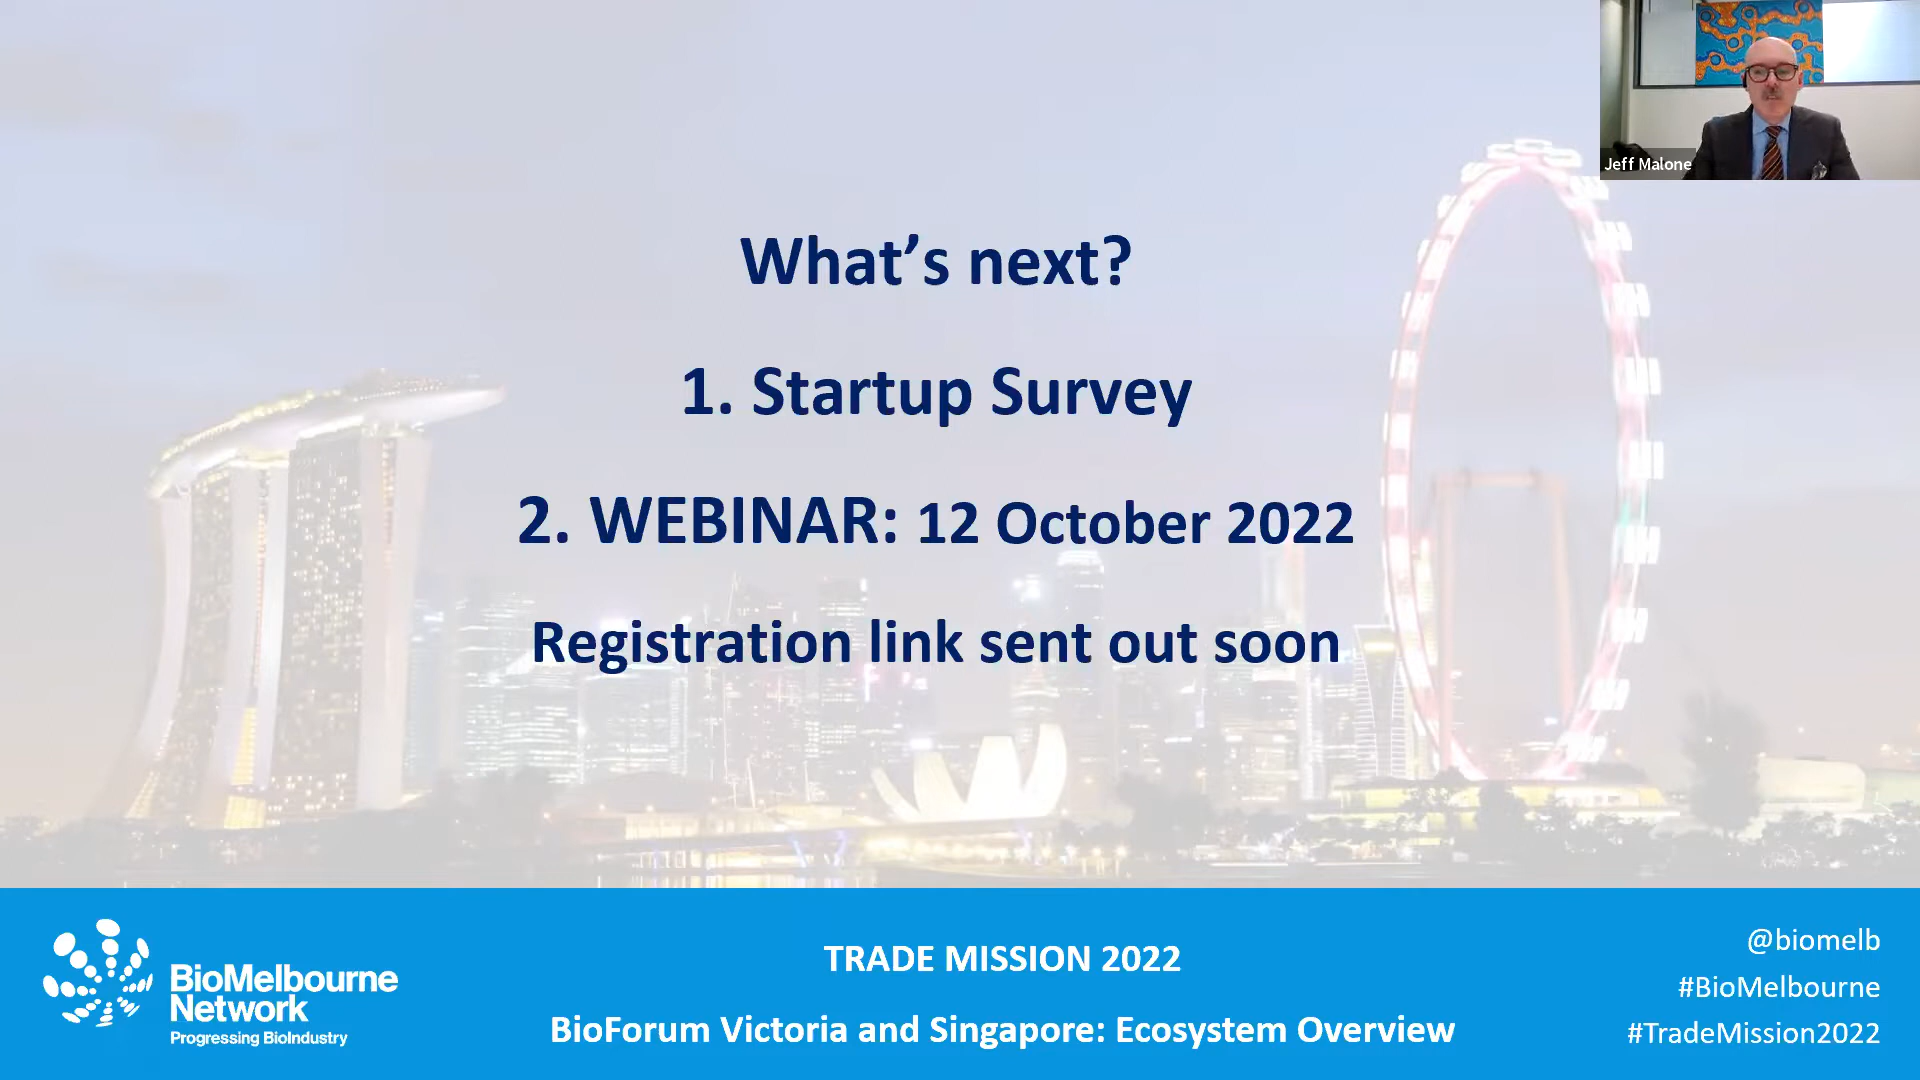 Jeff Malone
What’s next?
1. Startup Survey
2. WEBINAR: 12 October 2022
Registration link sent out soon
BioMelbourne
Network
Progressing BioIndustry
TRADE MISSION 2022
BioForum Victoria and Singapore: Ecosystem Overview
@biomelb
#BioMelbourne
#TradeMission2022